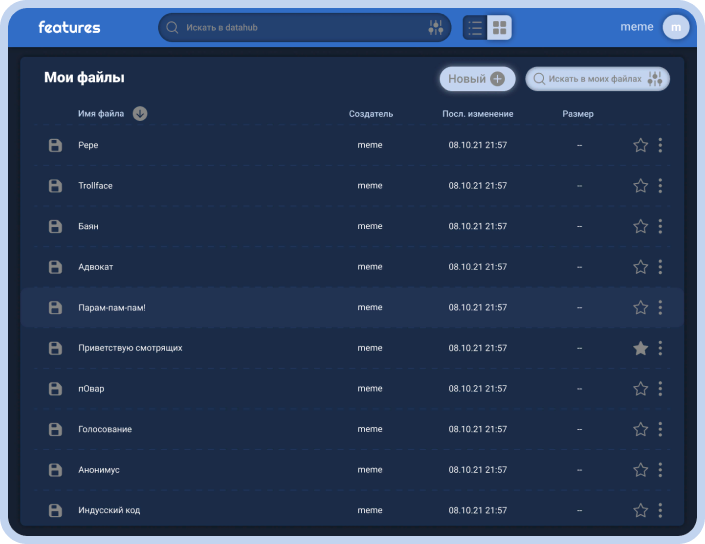 features Искать в datahub meme m
Мои файлы Новый Искать в моих файлах
Имя файла Создатель Посл. изменение Размер
Pepe meme 08.10.21 21:57 –
Trollface meme 08.10.21 21:57 –
Баян meme 08.10.21 21:57 –
Адвокат meme 08.10.21 21:57 –
Парам-пам-пам! meme 08.10.21 21:57 –
Приветствую смотрящих meme 08.10.21 21:57 –
пОвар meme 08.10.21 21:57 –
Голосование meme 08.10.21 21:57 –
Анонимус meme 08.10.21 21:57 –
Индусский код meme 08.10.21 21:57 –